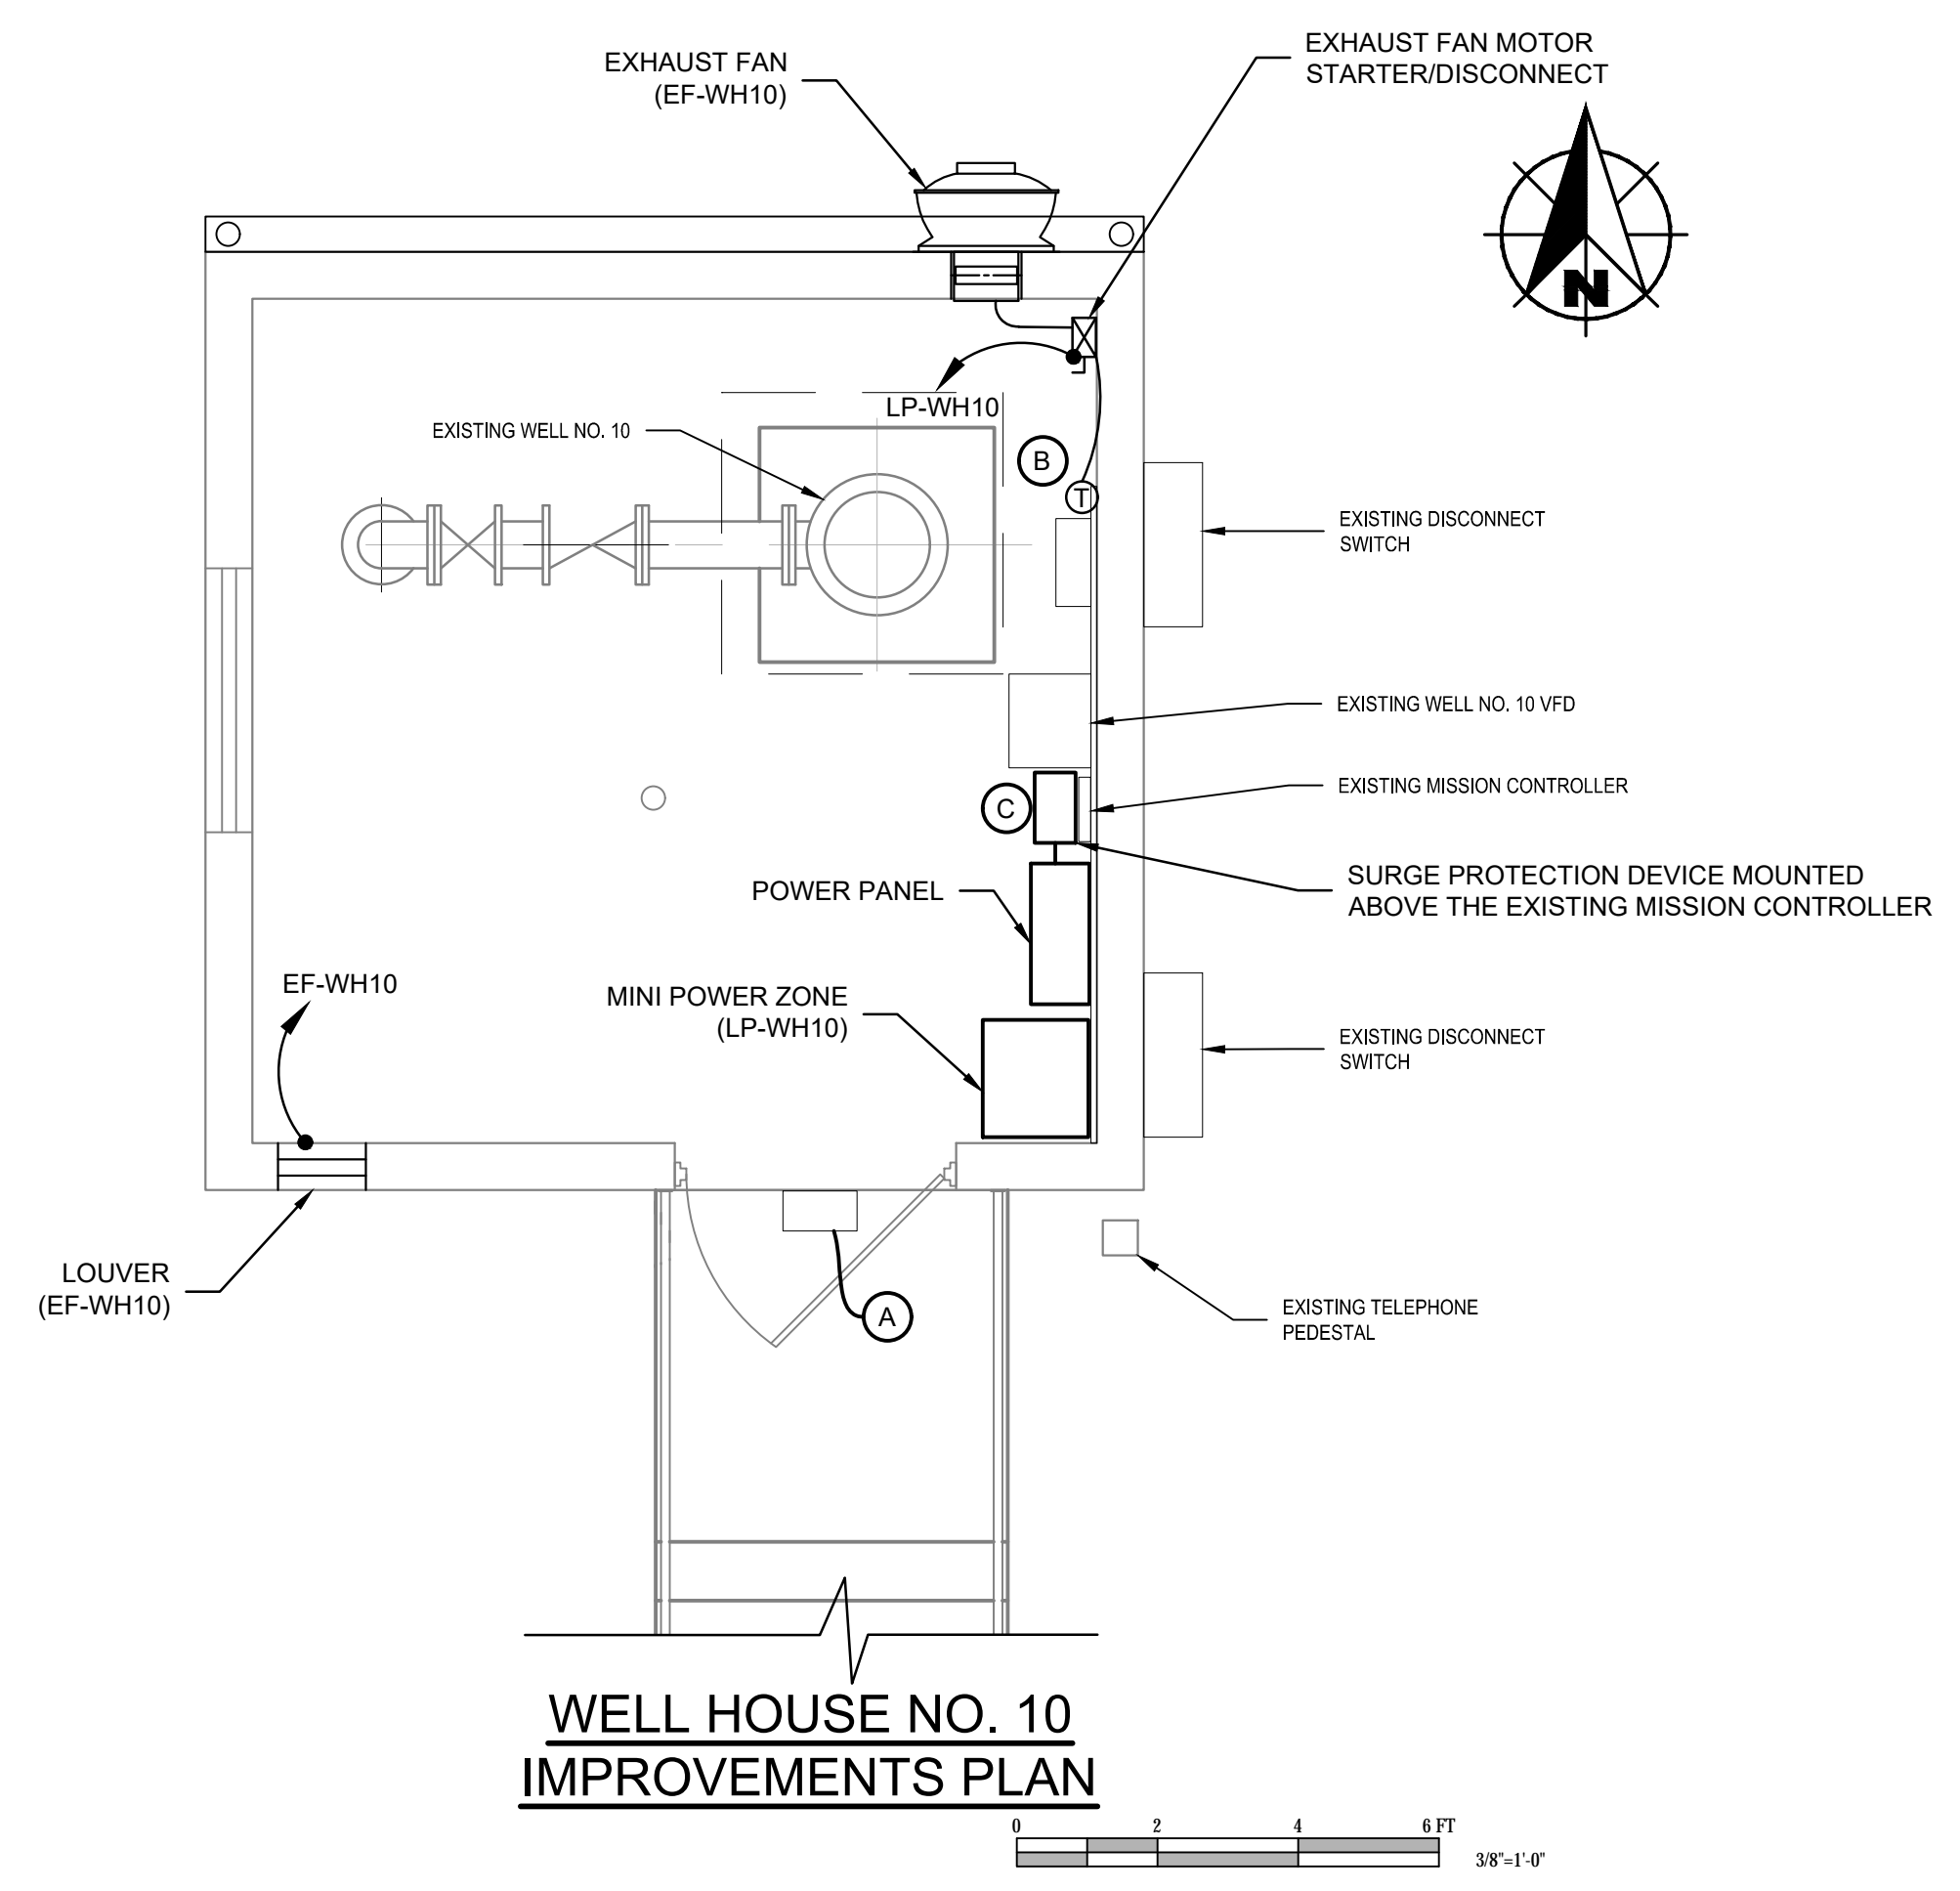 EXHAUST FAN
(EF-WH10)
EXHAUST FAN MOTOR
STARTER/DISCONNECT
N
LP-WH10
EXISTING WELL NO. 10
B
T
EXISTING DISCONNECT
SWITCH
EXISTING WELL NO. 10 VFD
EXISTING MISSION CONTROLLER
C
SURGE PROTECTION DEVICE MOUNTED
ABOVE THE EXISTING MISSION CONTROLLER
POWER PANEL
EF-WH10
MINI POWER ZONE
(LP-WH10)
EXISTING DISCONNECT
SWITCH
LOUVER
(EF-WH10)
A
EXISTING TELEPHONE
PEDESTAL
WELL HOUSE NO. 10
IMPROVEMENTS PLAN
0 2 4 6 FT
3/8"=1'-0"